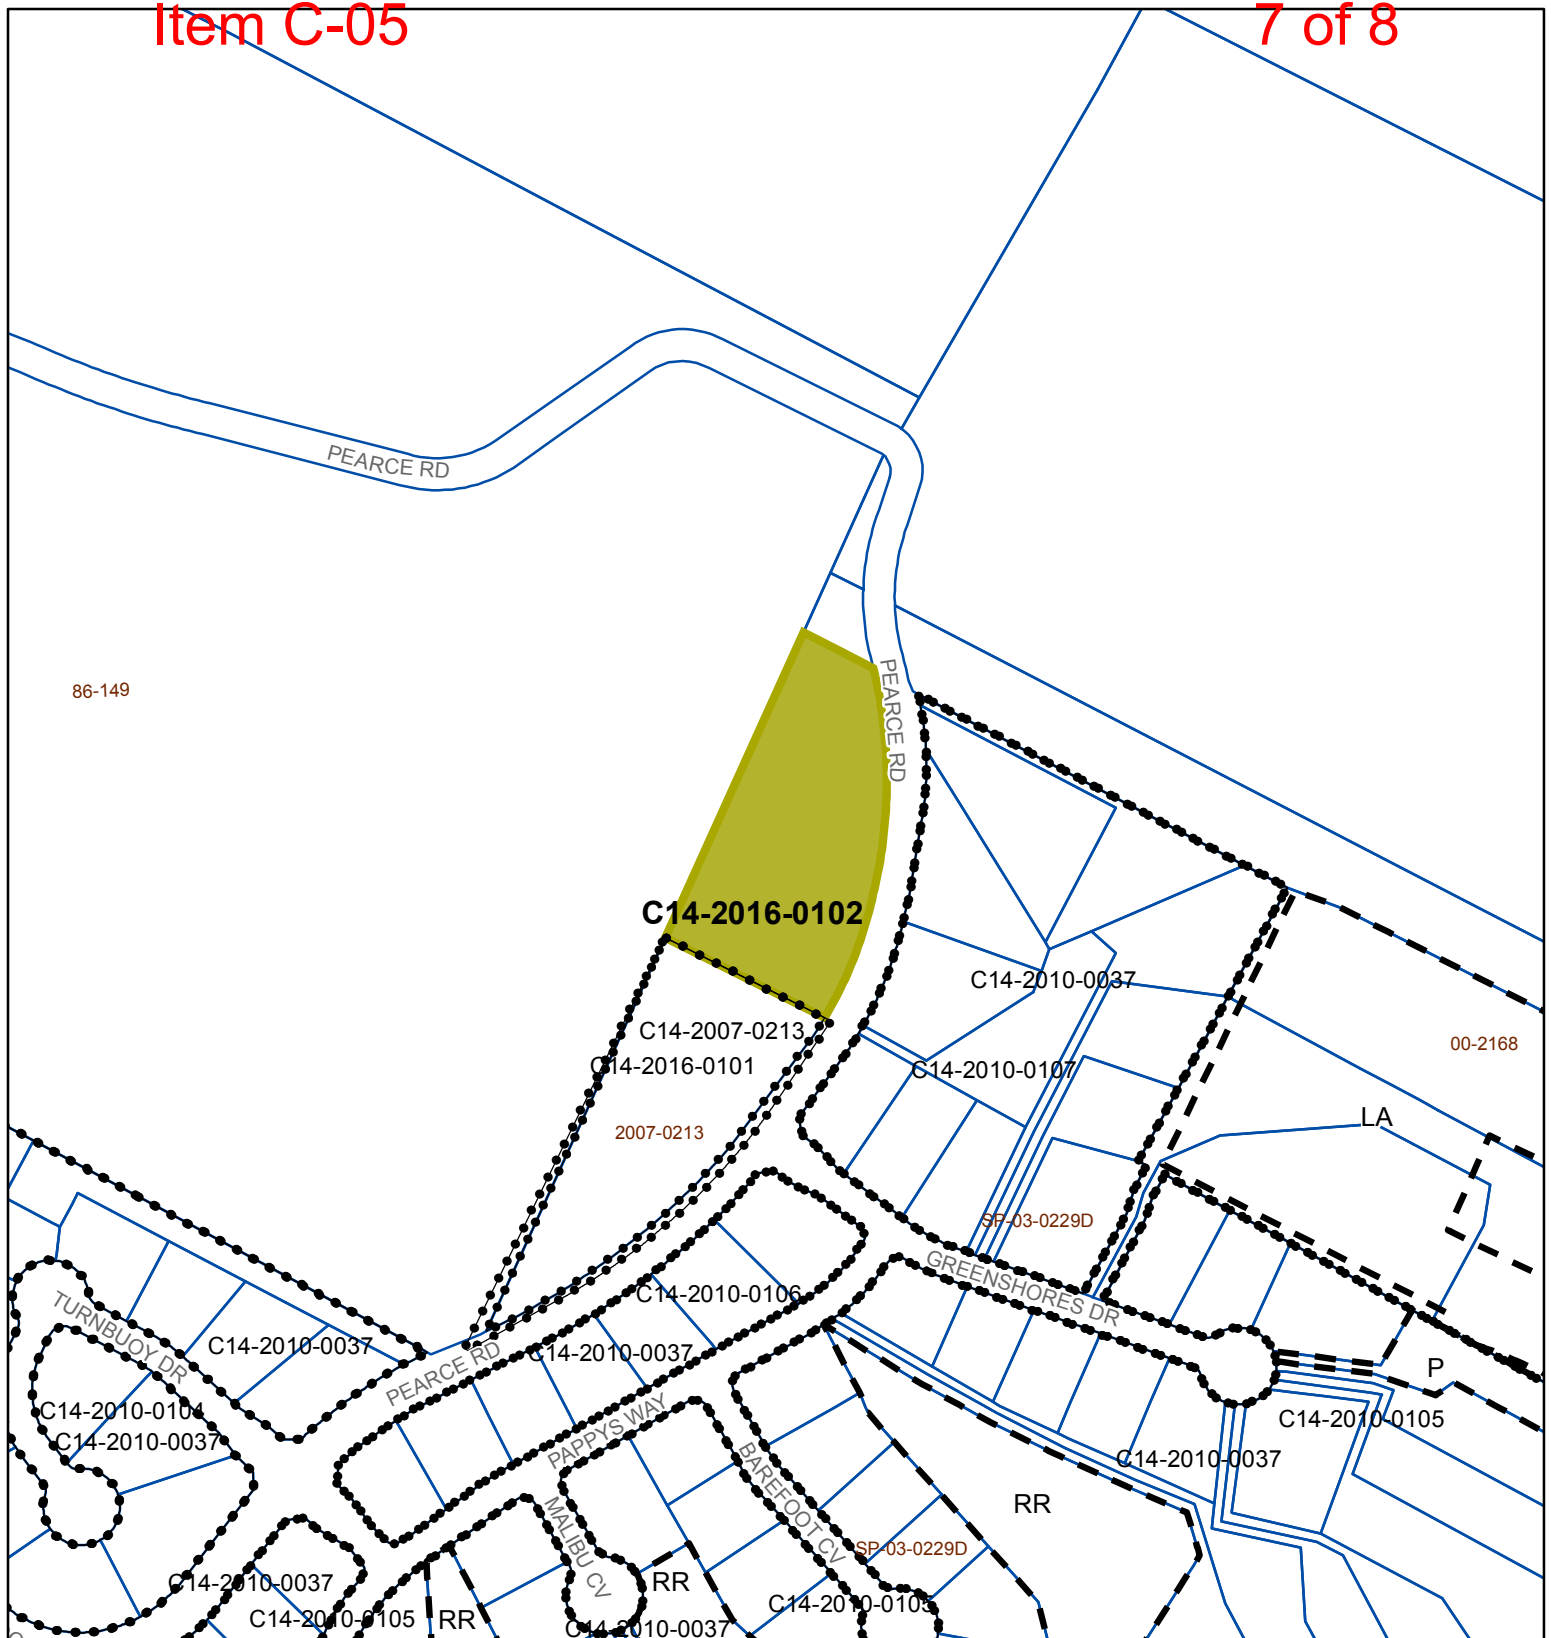 Item C-05
7 of 8
PEARCE RD
86-149
PEARCE RD
C14-2016-0102
C14-2010-0037
C14-2007-0213
00-2168
C14-2016-0101
C14-2010-0107
LA
2007-0213
SP-03-0229D
GREENSHORES DR
C14-2010-0106
TURNBUOY DR
C14-2010-0037
C14-2010-0037
PEARCE RD
P
C14-2010-0104
C14-2010-0105
C14-2010-0037
PAPPYS WAY
C14-2010-0037
BAREFOOT CV
RR
MALIBU CV
SP-03-0229D
C14-2010-0037
RR
C14-2010-0105
C14-2010-0105
RR
C14-2010-0037